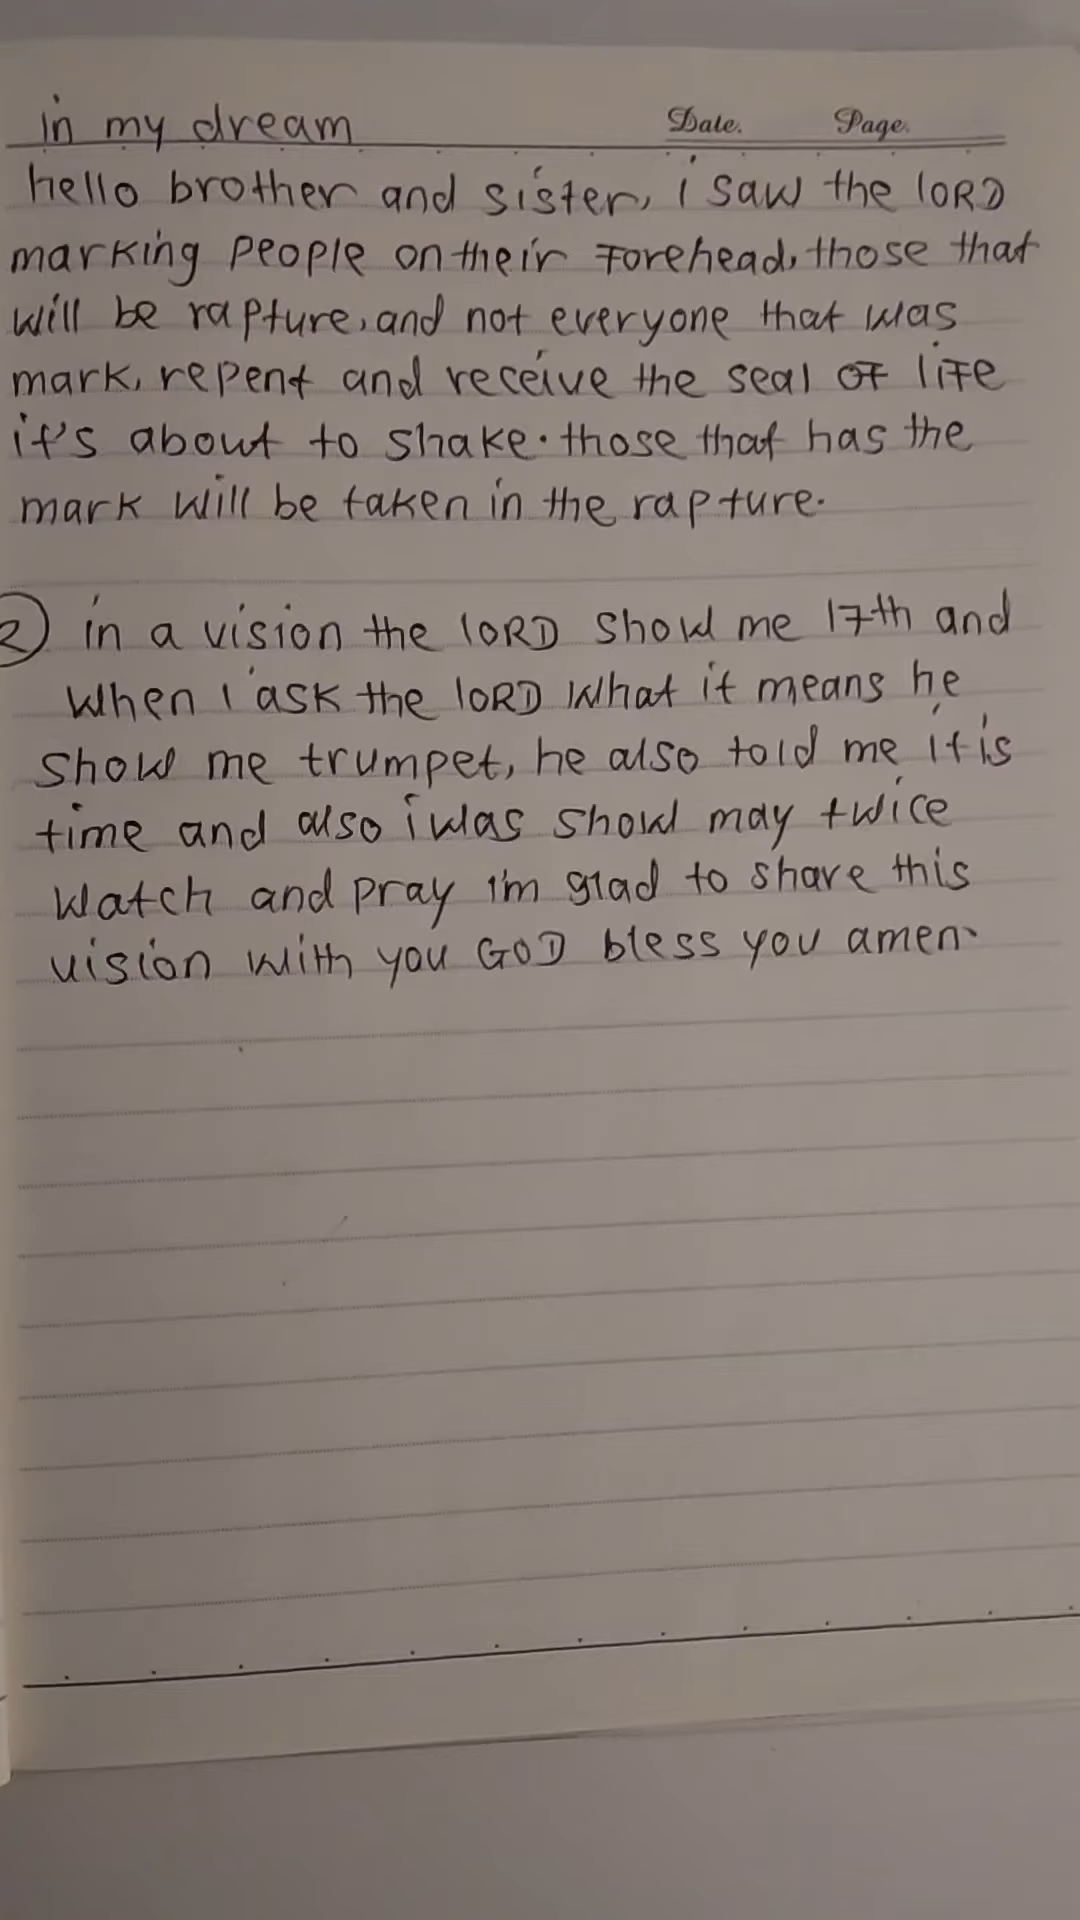 in my dream Date. Page.
hello brother and sister, i saw the lORD
marking people on their Forehead, those that
will be rapture, and not everyone that was
mark, repent and receive the seal OF liFe
it's about to shake. those that has the
mark will be taken in the rapture.
2 in a vision the lORD show me 17th and
when i ask the lORD what it means he
show me trumpet, he also told me it is
time and also i was show may twice
watch and pray i'm glad to share this
vision with you GOD bless you amen.